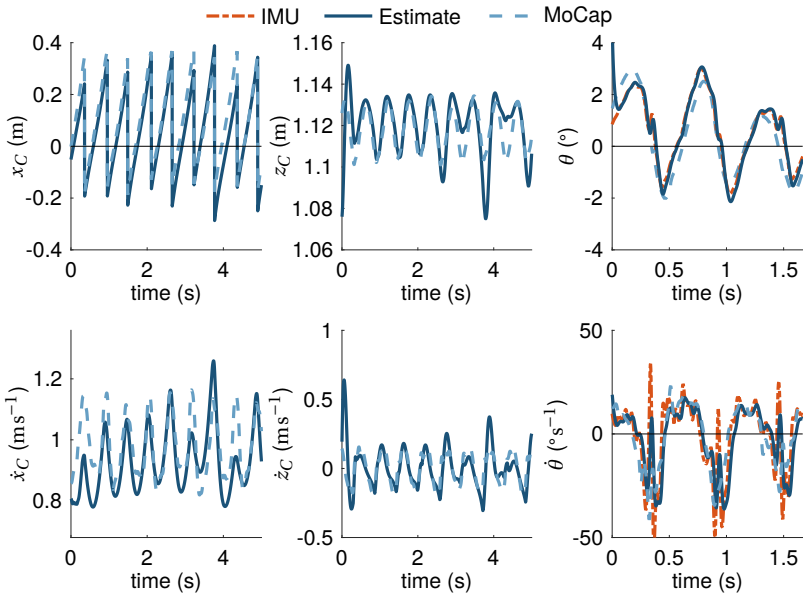 IMU Estimate MoCap
0.4
0.2
0
-0.2
-0.4
x_C (m)
0 2 4
time (s)
1.16
1.14
1.12
1.1
1.08
1.06
z_C (m)
0 2 4
time (s)
4
2
0
-2
-4
θ (°)
0 0.5 1 1.5
time (s)
1.2
1
0.8
ẋ_C (m s⁻¹)
0 2 4
time (s)
1
0.5
0
-0.5
ż_C (m s⁻¹)
0 2 4
time (s)
50
0
-50
θ̇ (° s⁻¹)
0 0.5 1 1.5
time (s)